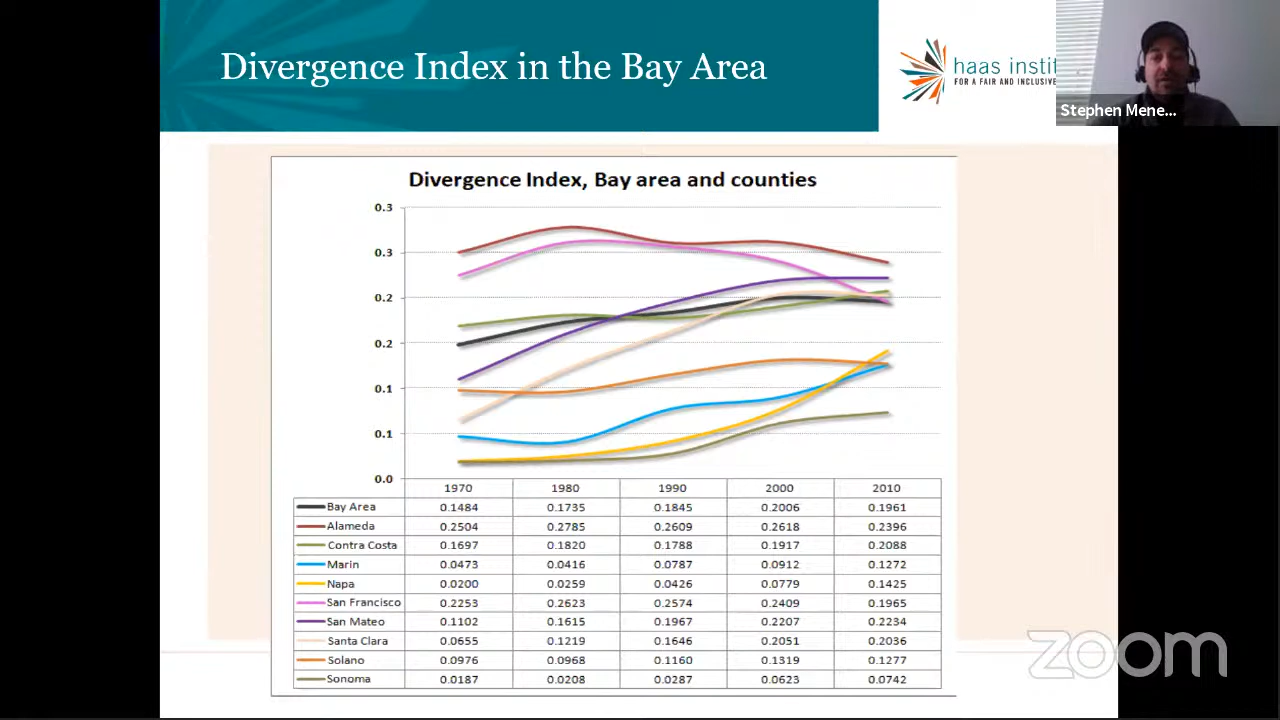 Divergence Index in the Bay Area
haas instit
FOR A FAIR AND INCLUSIVE
Stephen Mene...
Divergence Index, Bay area and counties
0.3
0.3
0.2
0.2
0.1
0.1
0.0
1970 1980 1990 2000 2010
Bay Area 0.1484 0.1735 0.1845 0.2006 0.1961
Alameda 0.2504 0.2785 0.2609 0.2618 0.2396
Contra Costa 0.1697 0.1820 0.1788 0.1917 0.2088
Marin 0.0473 0.0416 0.0787 0.0912 0.1272
Napa 0.0200 0.0259 0.0426 0.0779 0.1425
San Francisco 0.2253 0.2623 0.2574 0.2409 0.1965
San Mateo 0.1102 0.1615 0.1967 0.2207 0.2234
Santa Clara 0.0655 0.1219 0.1646 0.2051 0.2036
Solano 0.0976 0.0968 0.1160 0.1319 0.1277
Sonoma 0.0187 0.0208 0.0287 0.0623 0.0742
zoom